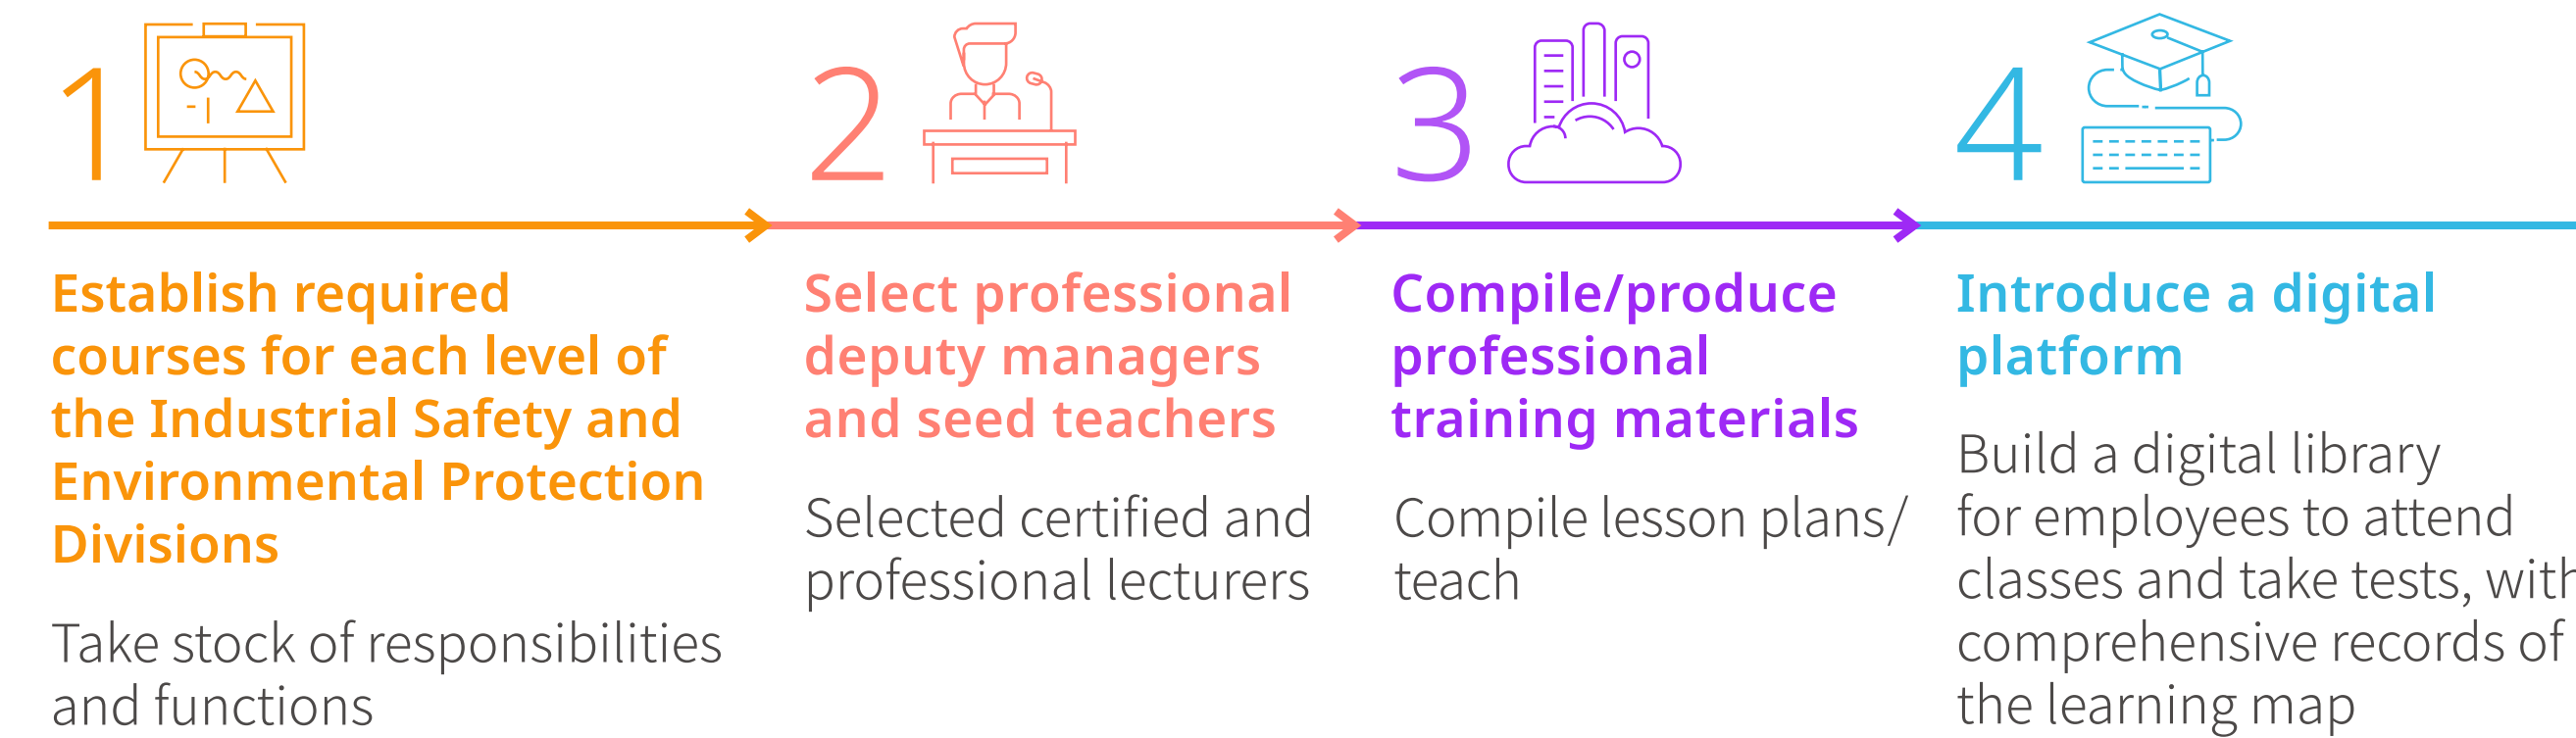 1
Establish required
courses for each level of
the Industrial Safety and
Environmental Protection
Divisions
Take stock of responsibilities
and functions
2
Select professional
deputy managers
and seed teachers
Selected certified and
professional lecturers
3
Compile/produce
professional
training materials
Compile lesson plans/
teach
4
Introduce a digital
platform
Build a digital library
for employees to attend
classes and take tests, with
comprehensive records of
the learning map